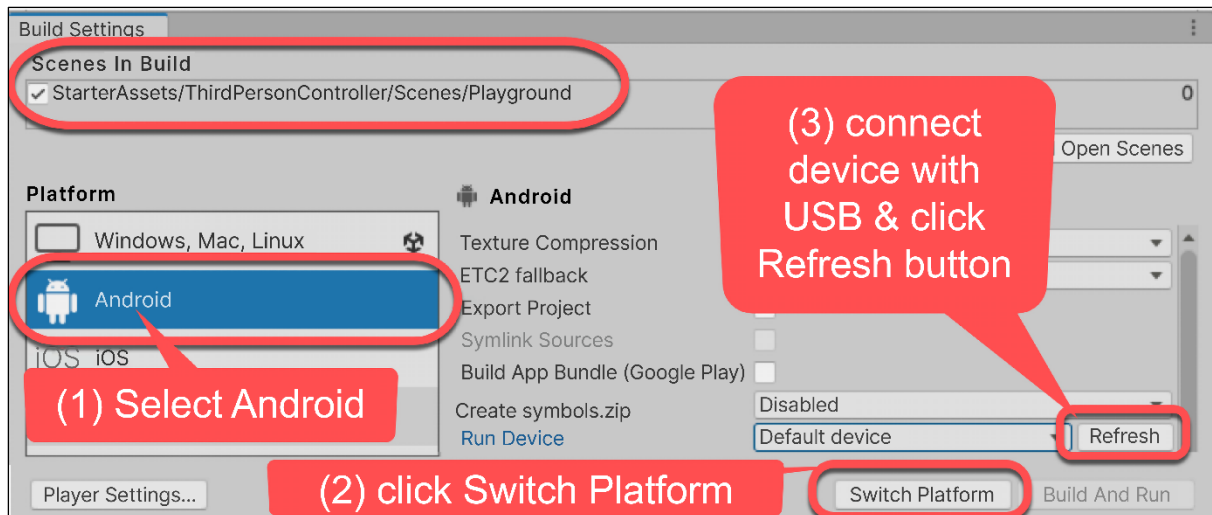 Build Settings
Scenes In Build
StarterAssets/ThirdPersonController/Scenes/Playground 0
Open Scenes
(3) connect
device with
USB & click
Refresh button
Platform
Windows, Mac, Linux
Android
iOS iOS
(1) Select Android
Android
Texture Compression
ETC2 fallback
Export Project
Symlink Sources
Build App Bundle (Google Play)
Create symbols.zip Disabled
Run Device Default device Refresh
(2) click Switch Platform
Player Settings... Switch Platform Build And Run